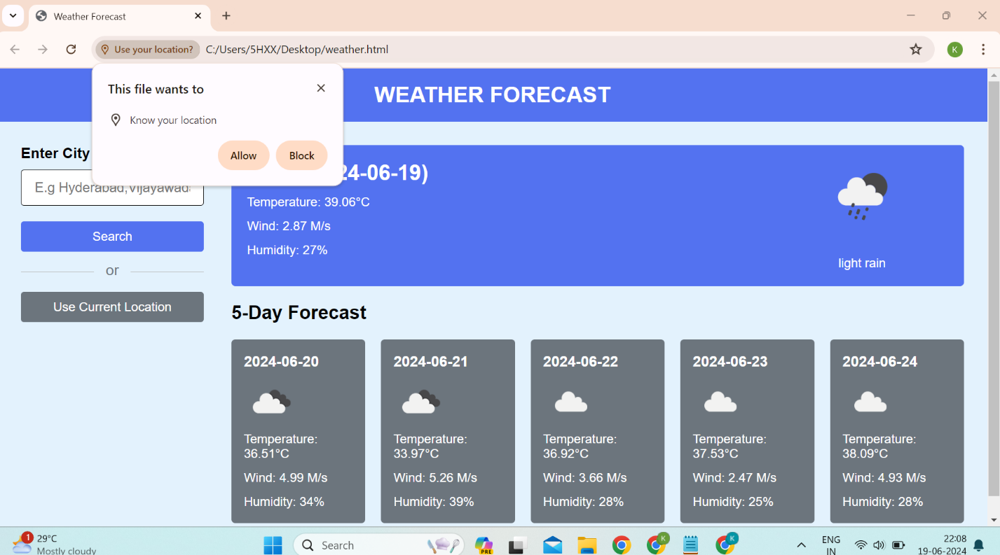 Weather Forecast
Use your location?
C:/Users/5HXX/Desktop/weather.html
K
This file wants to
Know your location
Allow
Block
WEATHER FORECAST
Enter City
E.g Hyderabad,Vijayawad
Search
or
Use Current Location
24-06-19)
Temperature: 39.06°C
Wind: 2.87 M/s
Humidity: 27%
light rain
5-Day Forecast
2024-06-20
Temperature:
36.51°C
Wind: 4.99 M/s
Humidity: 34%
2024-06-21
Temperature:
33.97°C
Wind: 5.26 M/s
Humidity: 39%
2024-06-22
Temperature:
36.92°C
Wind: 3.66 M/s
Humidity: 28%
2024-06-23
Temperature:
37.53°C
Wind: 2.47 M/s
Humidity: 25%
2024-06-24
Temperature:
38.09°C
Wind: 4.93 M/s
Humidity: 28%
1
29°C
Mostly cloudy
Search
PRE
K
K
ENG
IN
22:08
19-06-2024